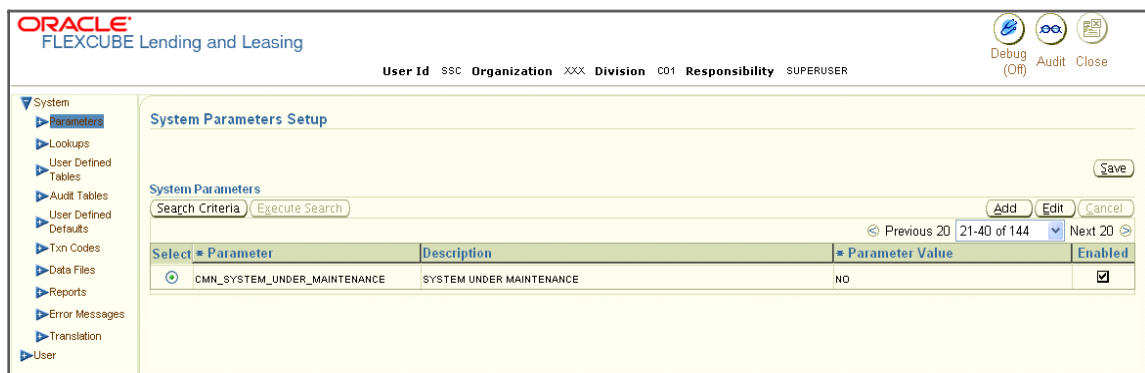 ORACLE
FLEXCUBE Lending and Leasing
Debug (Off)
Audit
Close
User Id SSC Organization XXX Division C01 Responsibility SUPERUSER
System
Parameters
Lookups
User Defined
Tables
Audit Tables
User Defined
Defaults
Txn Codes
Data Files
Reports
Error Messages
Translation
User
System Parameters Setup
Save
System Parameters
Search Criteria Execute Search Add Edit Cancel
Previous 20 21-40 of 144 Next 20
Select * Parameter Description * Parameter Value Enabled
CMN_SYSTEM_UNDER_MAINTENANCE SYSTEM UNDER MAINTENANCE NO